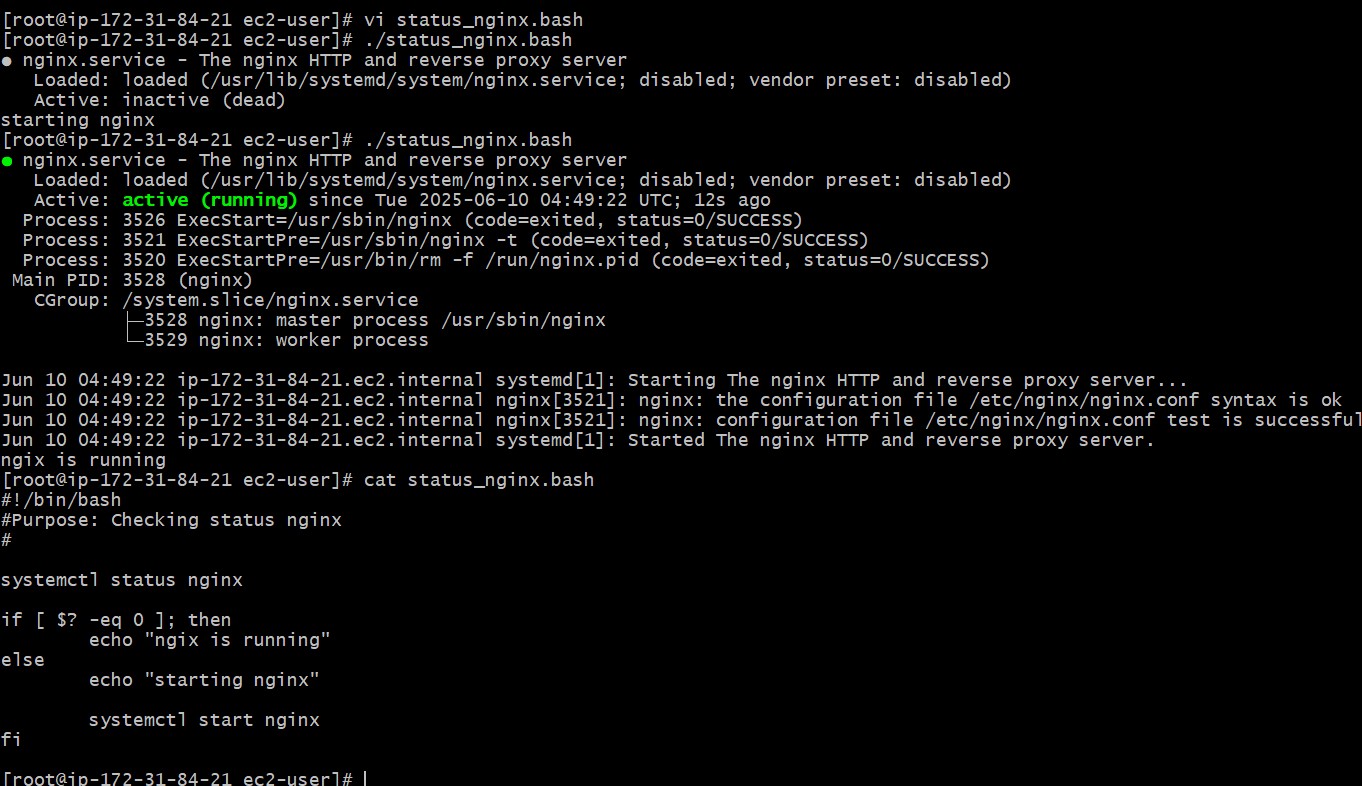 [root@ip-172-31-84-21 ec2-user]# vi status_nginx.bash
[root@ip-172-31-84-21 ec2-user]# ./status_nginx.bash
● nginx.service - The nginx HTTP and reverse proxy server
   Loaded: loaded (/usr/lib/systemd/system/nginx.service; disabled; vendor preset: disabled)
   Active: inactive (dead)
starting nginx
[root@ip-172-31-84-21 ec2-user]# ./status_nginx.bash
● nginx.service - The nginx HTTP and reverse proxy server
   Loaded: loaded (/usr/lib/systemd/system/nginx.service; disabled; vendor preset: disabled)
   Active: active (running) since Tue 2025-06-10 04:49:22 UTC; 12s ago
  Process: 3526 ExecStart=/usr/sbin/nginx (code=exited, status=0/SUCCESS)
  Process: 3521 ExecStartPre=/usr/sbin/nginx -t (code=exited, status=0/SUCCESS)
  Process: 3520 ExecStartPre=/usr/bin/rm -f /run/nginx.pid (code=exited, status=0/SUCCESS)
 Main PID: 3528 (nginx)
   CGroup: /system.slice/nginx.service
           ├─3528 nginx: master process /usr/sbin/nginx
           └─3529 nginx: worker process

Jun 10 04:49:22 ip-172-31-84-21.ec2.internal systemd[1]: Starting The nginx HTTP and reverse proxy server...
Jun 10 04:49:22 ip-172-31-84-21.ec2.internal nginx[3521]: nginx: the configuration file /etc/nginx/nginx.conf syntax is ok
Jun 10 04:49:22 ip-172-31-84-21.ec2.internal nginx[3521]: nginx: configuration file /etc/nginx/nginx.conf test is successful
Jun 10 04:49:22 ip-172-31-84-21.ec2.internal systemd[1]: Started The nginx HTTP and reverse proxy server.
ngix is running
[root@ip-172-31-84-21 ec2-user]# cat status_nginx.bash
#!/bin/bash
#Purpose: Checking status nginx
#

systemctl status nginx

if [ $? -eq 0 ]; then
        echo "ngix is running"
else
        echo "starting nginx"

        systemctl start nginx
fi

[root@ip-172-31-84-21 ec2-user]#